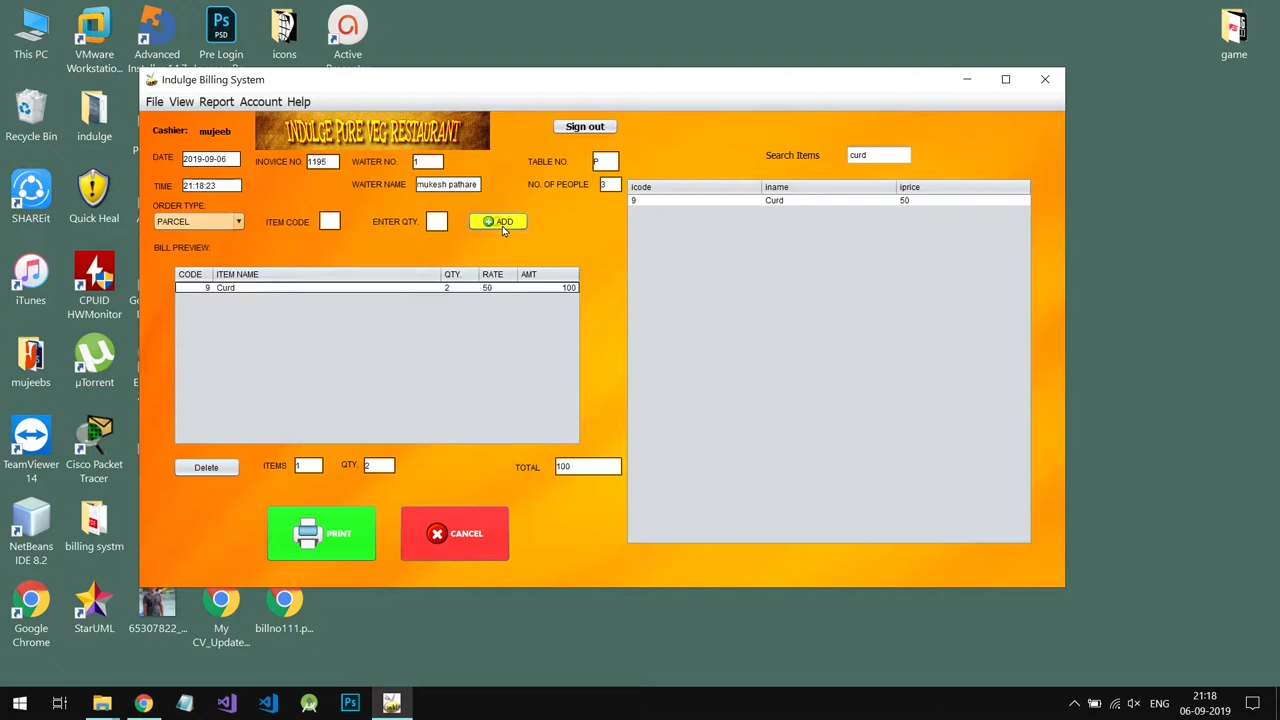 This PC
VMware Workstatio...
Advanced
Ps
PSD
Pre Login
icons
Active
game
Recycle Bin
indulge
SHAREit
Quick Heal
iTunes
CPUID HWMonitor
mujeebs
µTorrent
TeamViewer 14
Cisco Packet Tracer
NetBeans IDE 8.2
billing systm
Google Chrome
StarUML
65307822_...
My CV_Update...
billno111.p...
Indulge Billing System
File View Report Account Help
Cashier: mujeeb
INDULGE PURE VEG RESTAURANT
Sign out
DATE 2019-09-06
INOVICE NO. 1195
WAITER NO. 1
TABLE NO. P
TIME 21:18:23
WAITER NAME mukesh pathare
NO. OF PEOPLE 3
ORDER TYPE:
PARCEL
ITEM CODE
ENTER QTY.
ADD
BILL PREVIEW:
CODE ITEM NAME QTY. RATE AMT
9 Curd 2 50 100
Delete
ITEMS 1
QTY. 2
TOTAL 100
PRINT
CANCEL
Search Items curd
icode iname iprice
9 Curd 50
Ps
ENG
21:18
06-09-2019